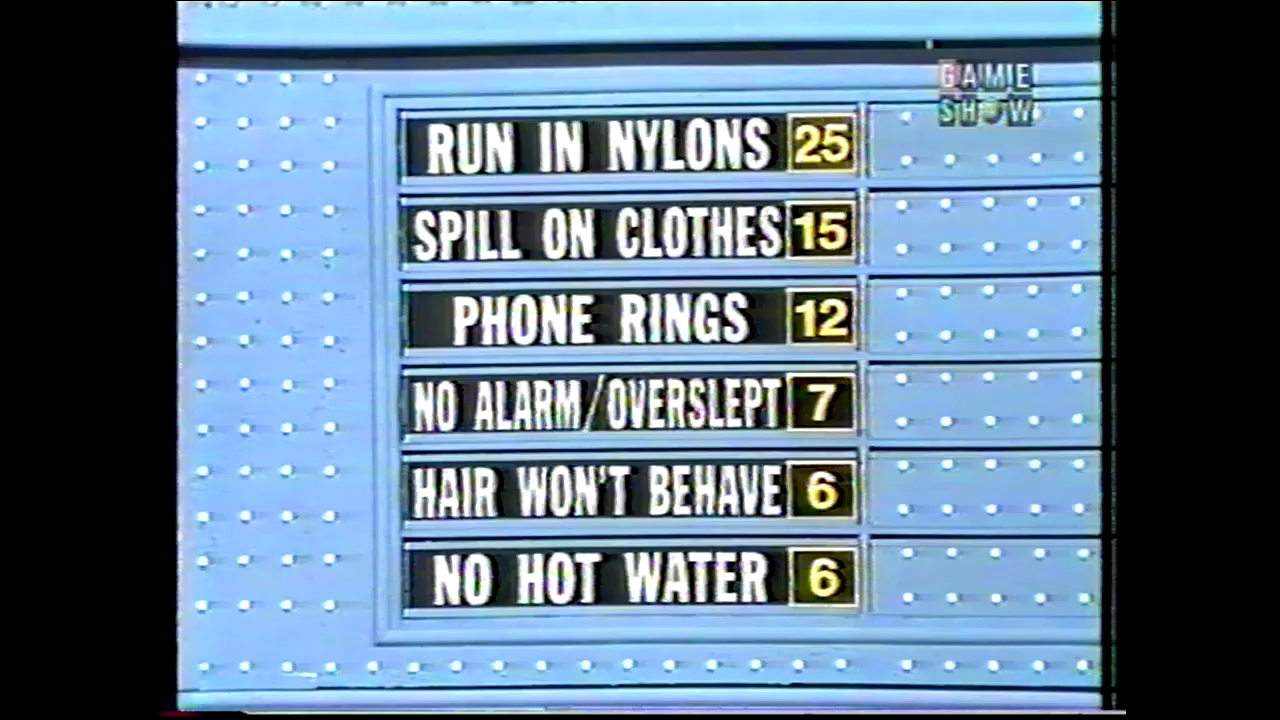 GAME
SHOW
RUN IN NYLONS 25
SPILL ON CLOTHES 15
PHONE RINGS 12
NO ALARM/OVERSLEPT 7
HAIR WON'T BEHAVE 6
NO HOT WATER 6